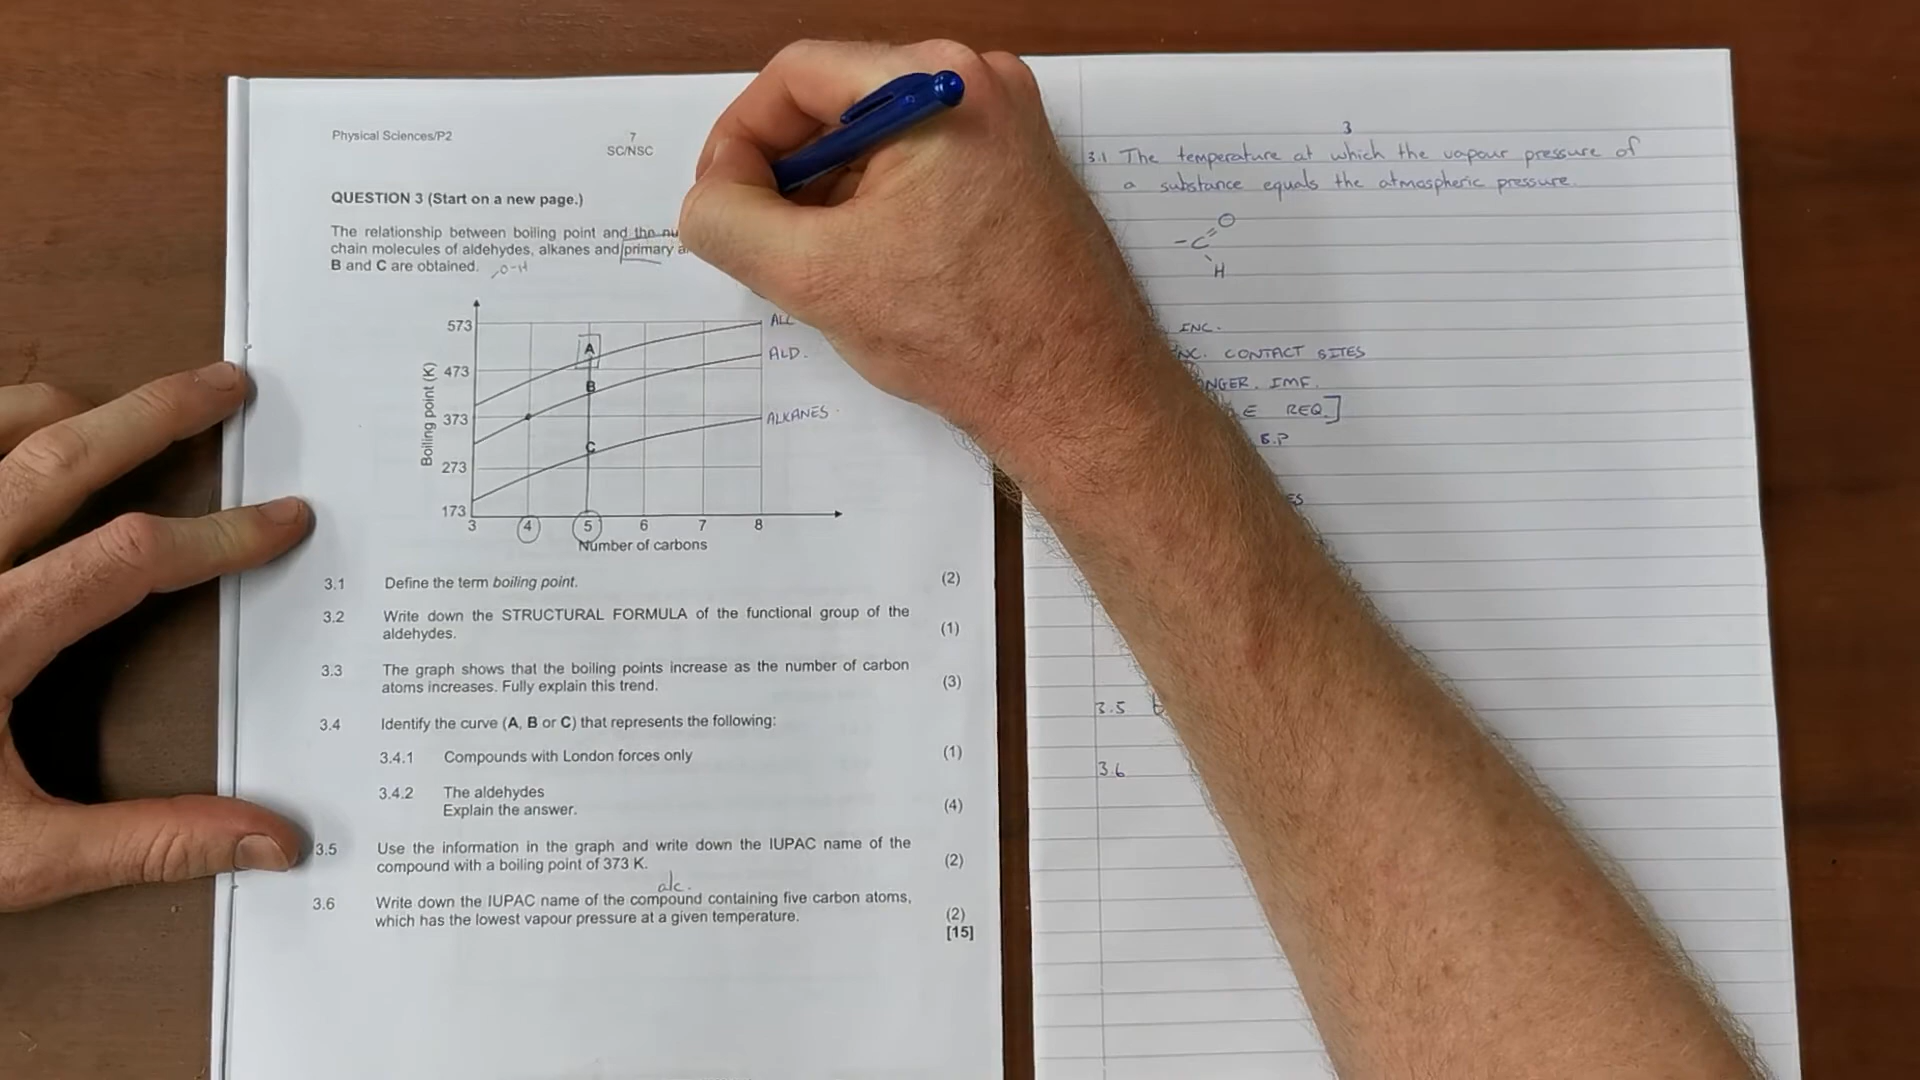 Physical Sciences/P2
7
SC/NSC
QUESTION 3 (Start on a new page.)
The relationship between boiling point and the
chain molecules of aldehydes, alkanes and primary
B and C are obtained.
O-H
573
473
373
273
173
Boiling point (K)
A
B
C
ALC
ALD.
ALKANES
3 4 5 6 7 8
Number of carbons
3.1 Define the term boiling point. (2)
3.2 Write down the STRUCTURAL FORMULA of the functional group of the
aldehydes. (1)
3.3 The graph shows that the boiling points increase as the number of carbon
atoms increases. Fully explain this trend. (3)
3.4 Identify the curve (A, B or C) that represents the following:
3.4.1 Compounds with London forces only (1)
3.4.2 The aldehydes
Explain the answer. (4)
3.5 Use the information in the graph and write down the IUPAC name of the
compound with a boiling point of 373 K. (2)
alc.
3.6 Write down the IUPAC name of the compound containing five carbon atoms,
which has the lowest vapour pressure at a given temperature. (2)
[15]
3
3.1 The temperature at which the vapour pressure of
a substance equals the atmospheric pressure.
O
-C
H
INC.
CONTACT SITES
IMF.
E REQ]
B.P
3.5
3.6